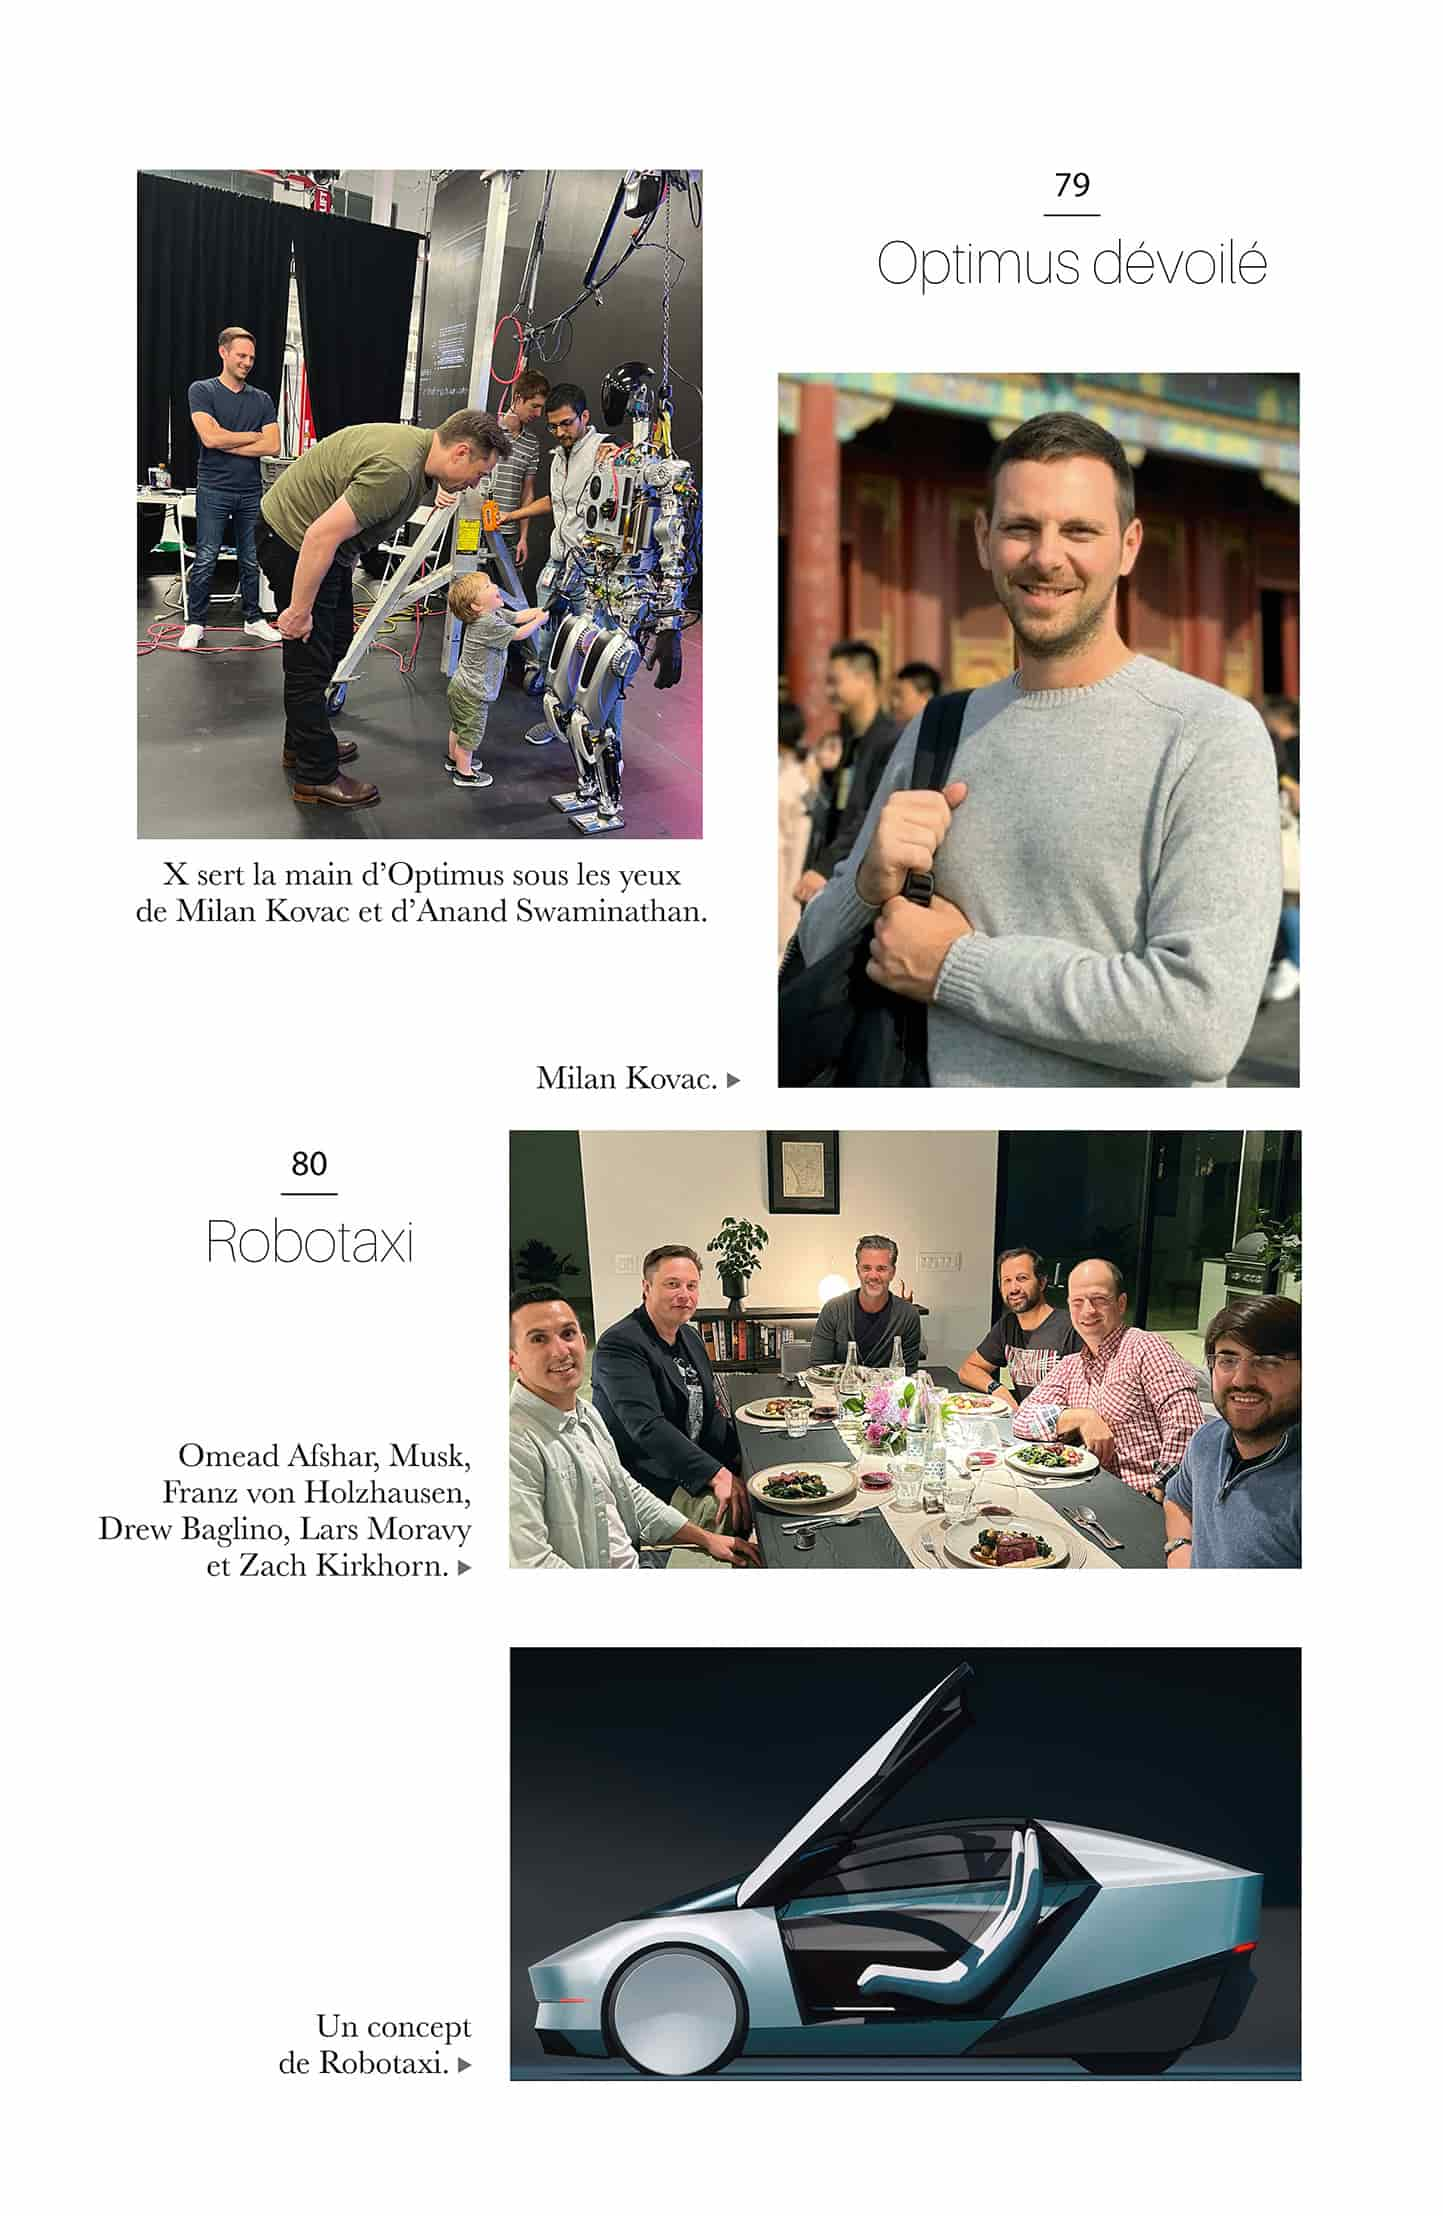 79
Optimus dévoilé
X sert la main d’Optimus sous les yeux
de Milan Kovac et d’Anand Swaminathan.
Milan Kovac.
80
Robotaxi
Omead Afshar, Musk,
Franz von Holzhausen,
Drew Baglino, Lars Moravy
et Zach Kirkhorn.
Un concept
de Robotaxi.